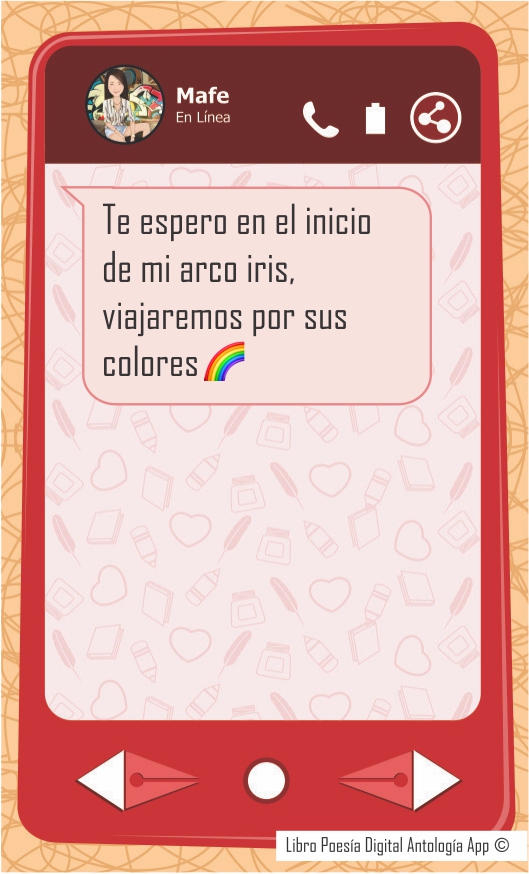 Mafe
En Línea
Te espero en el inicio
de mi arco iris,
viajaremos por sus
colores🌈
Libro Poesía Digital Antología App ©